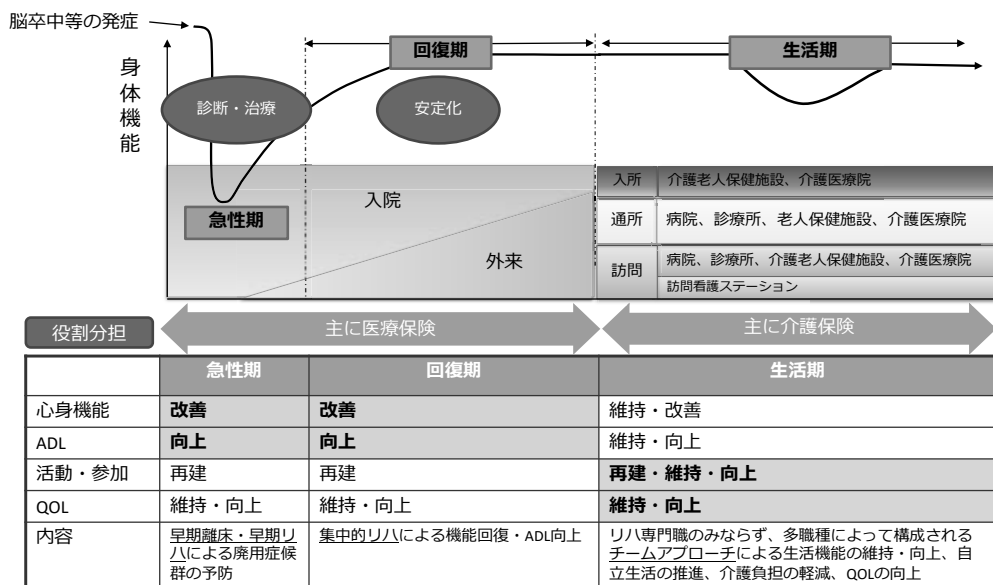 脳卒中等の発症
身体機能
回復期
生活期
診断・治療
安定化
急性期
入院
外来
入所 介護老人保健施設、介護医療院
通所 病院、診療所、老人保健施設、介護医療院
訪問 病院、診療所、介護老人保健施設、介護医療院
訪問看護ステーション
役割分担 主に医療保険 主に介護保険
急性期 回復期 生活期
心身機能 改善 改善 維持・改善
ADL 向上 向上 維持・向上
活動・参加 再建 再建 再建・維持・向上
QOL 維持・向上 維持・向上 維持・向上
内容
早期離床・早期リ
ハによる廃用症候
群の予防
集中的リハによる機能回復・ADL向上
リハ専門職のみならず、多職種によって構成される
チームアプローチによる生活機能の維持・向上、自
立生活の推進、介護負担の軽減、QOLの向上